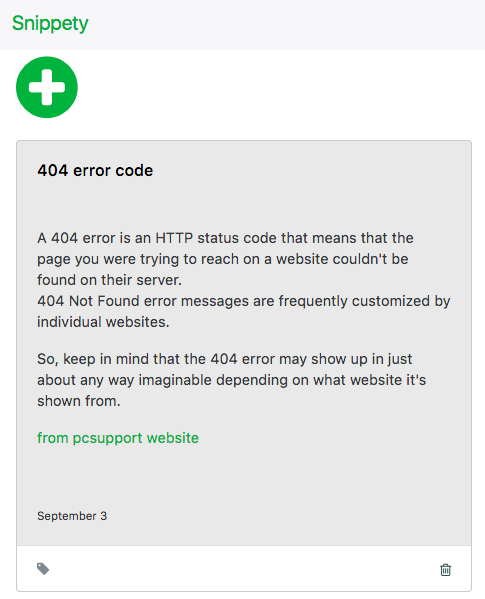 Snippety
404 error code
A 404 error is an HTTP status code that means that the
page you were trying to reach on a website couldn't be
found on their server.
404 Not Found error messages are frequently customized by
individual websites.
So, keep in mind that the 404 error may show up in just
about any way imaginable depending on what website it's
shown from.
from pcsupport website
September 3